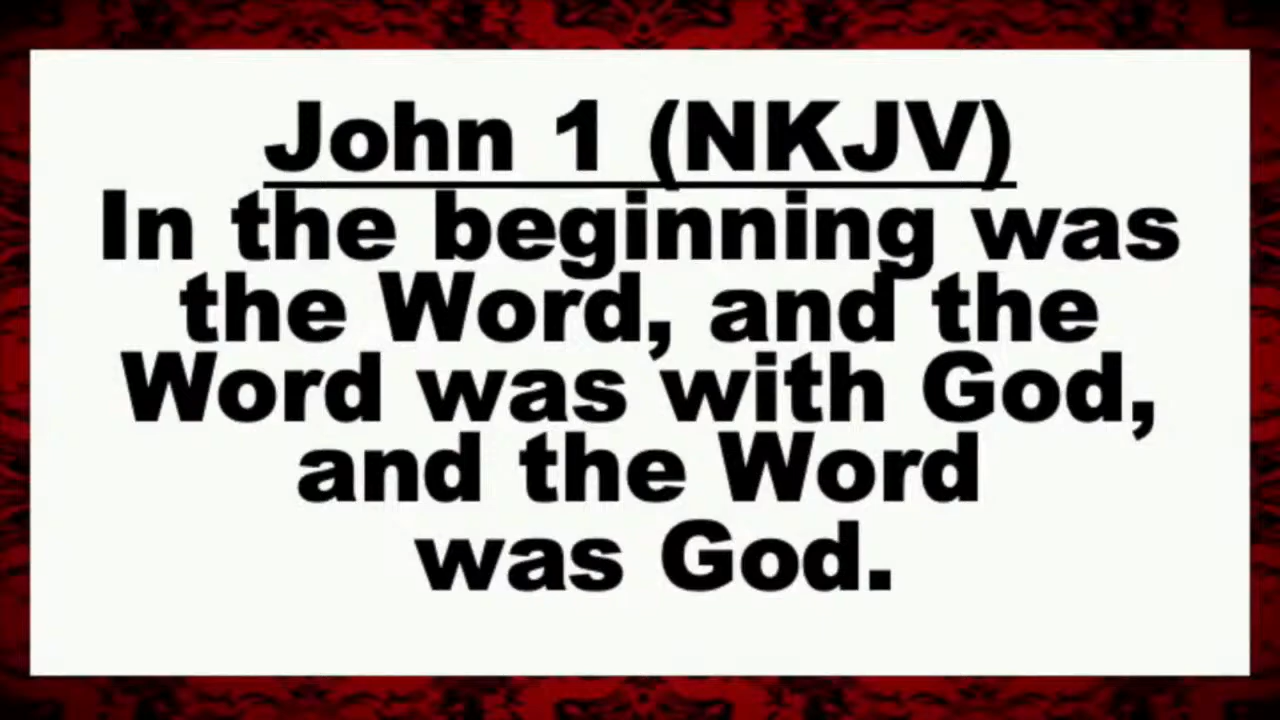 John 1 (NKJV)
In the beginning was
the Word, and the
Word was with God,
and the Word
was God.